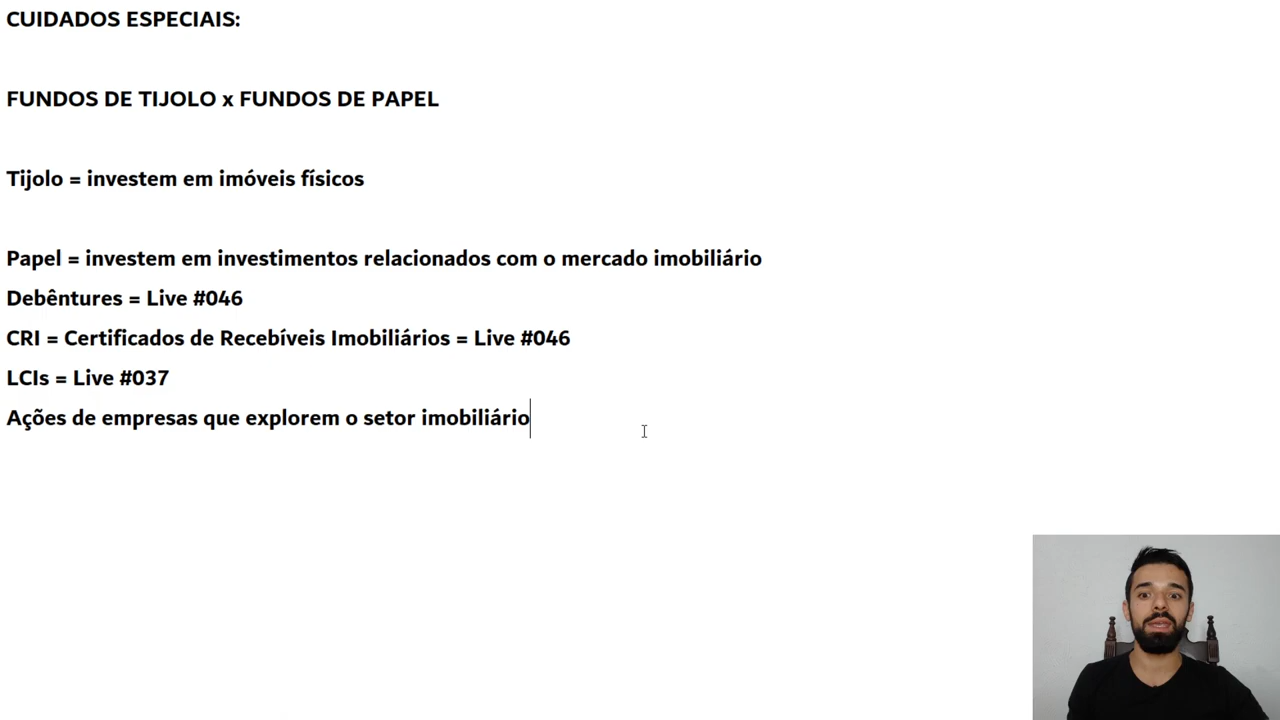 CUIDADOS ESPECIAIS:
FUNDOS DE TIJOLO x FUNDOS DE PAPEL
Tijolo = investem em imóveis físicos
Papel = investem em investimentos relacionados com o mercado imobiliário
Debêntures = Live #046
CRI = Certificados de Recebíveis Imobiliários = Live #046
LCIs = Live #037
Ações de empresas que explorem o setor imobiliário